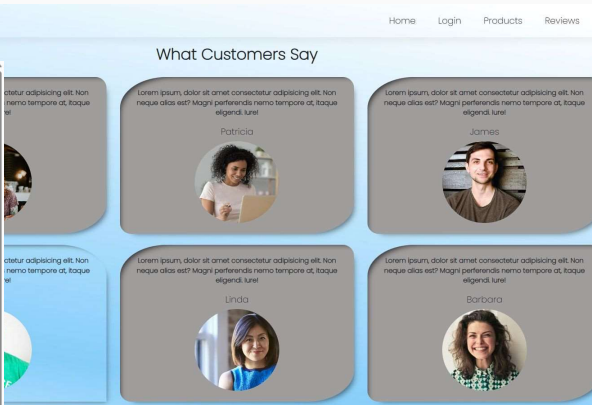 Home Login Products Reviews
What Customers Say
adipisicing elit. Non
nemo tempore at, itaque
Lorem ipsum, dolor sit amet consectetur adipisicing elit. Non
neque alias est? Magni perferendis nemo tempore at, itaque
eligendi. Iure!
Patricia
Lorem ipsum, dolor sit amet consectetur adipisicing elit. Non
neque alias est? Magni perferendis nemo tempore at, itaque
eligendi. Iure!
James
adipisicing elit. Non
nemo tempore at, itaque
Lorem ipsum, dolor sit amet consectetur adipisicing elit. Non
neque alias est? Magni perferendis nemo tempore at, itaque
eligendi. Iure!
Linda
Lorem ipsum, dolor sit amet consectetur adipisicing elit. Non
neque alias est? Magni perferendis nemo tempore at, itaque
eligendi. Iure!
Barbara